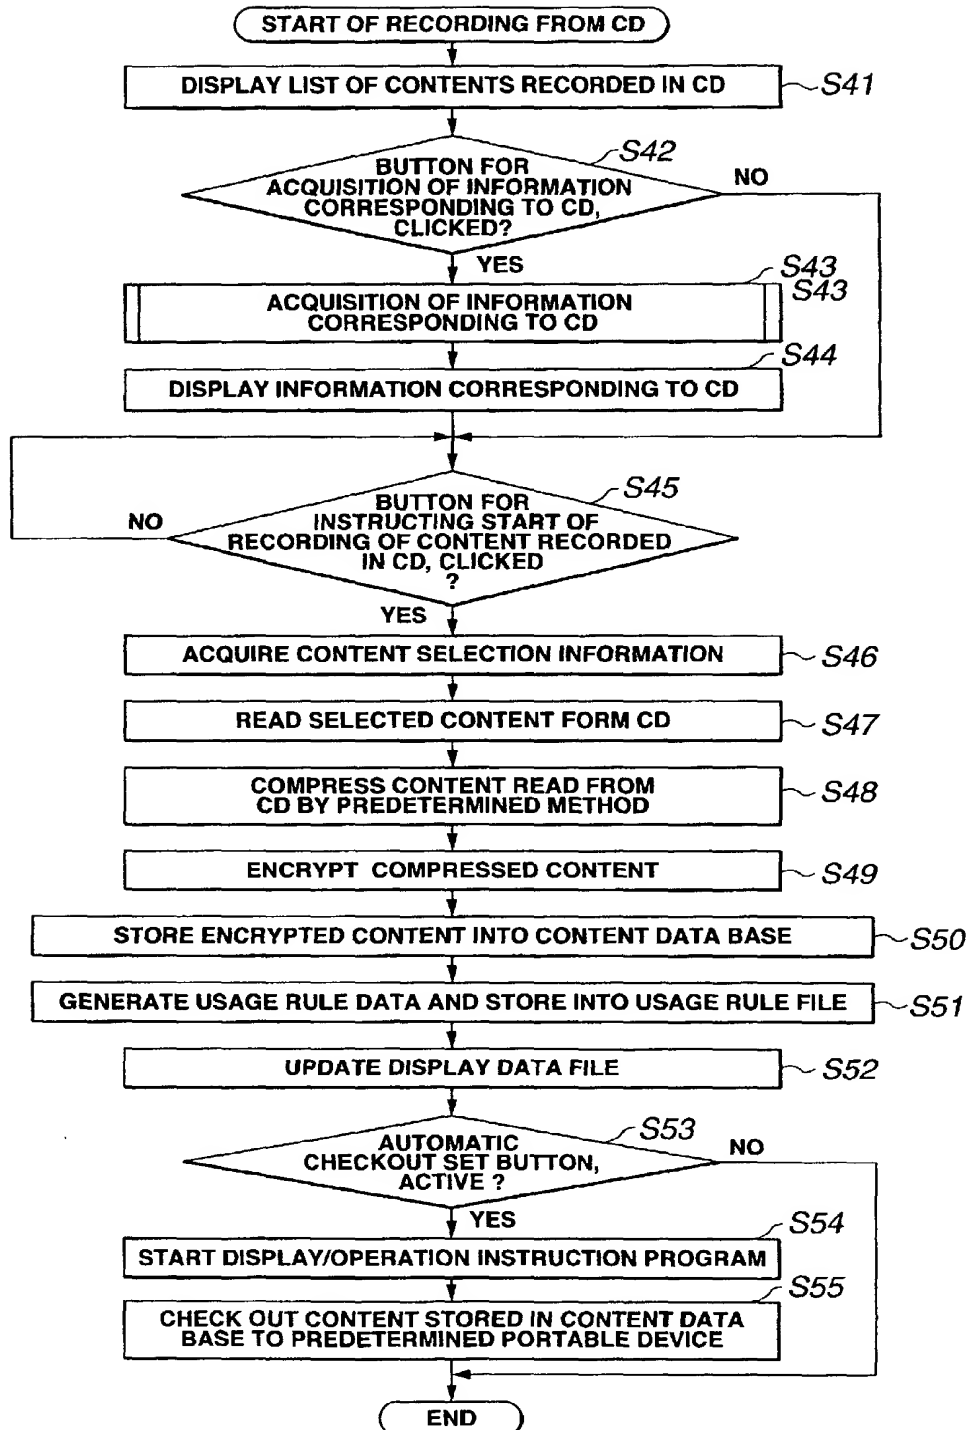 START OF RECORDING FROM CD
DISPLAY LIST OF CONTENTS RECORDED IN CD
S41
S42
BUTTON FOR
ACQUISITION OF INFORMATION
CORRESPONDING TO CD,
CLICKED?
NO
YES
S43
S43
ACQUISITION OF INFORMATION
CORRESPONDING TO CD
S44
DISPLAY INFORMATION CORRESPONDING TO CD
S45
BUTTON FOR
INSTRUCTING START OF
RECORDING OF CONTENT RECORDED
IN CD, CLICKED
?
NO
YES
ACQUIRE CONTENT SELECTION INFORMATION
S46
READ SELECTED CONTENT FORM CD
S47
COMPRESS CONTENT READ FROM
CD BY PREDETERMINED METHOD
S48
ENCRYPT COMPRESSED CONTENT
S49
STORE ENCRYPTED CONTENT INTO CONTENT DATA BASE
S50
GENERATE USAGE RULE DATA AND STORE INTO USAGE RULE FILE
S51
UPDATE DISPLAY DATA FILE
S52
S53
AUTOMATIC
CHECKOUT SET BUTTON,
ACTIVE ?
NO
YES
S54
START DISPLAY/OPERATION INSTRUCTION PROGRAM
S55
CHECK OUT CONTENT STORED IN CONTENT DATA
BASE TO PREDETERMINED PORTABLE DEVICE
END